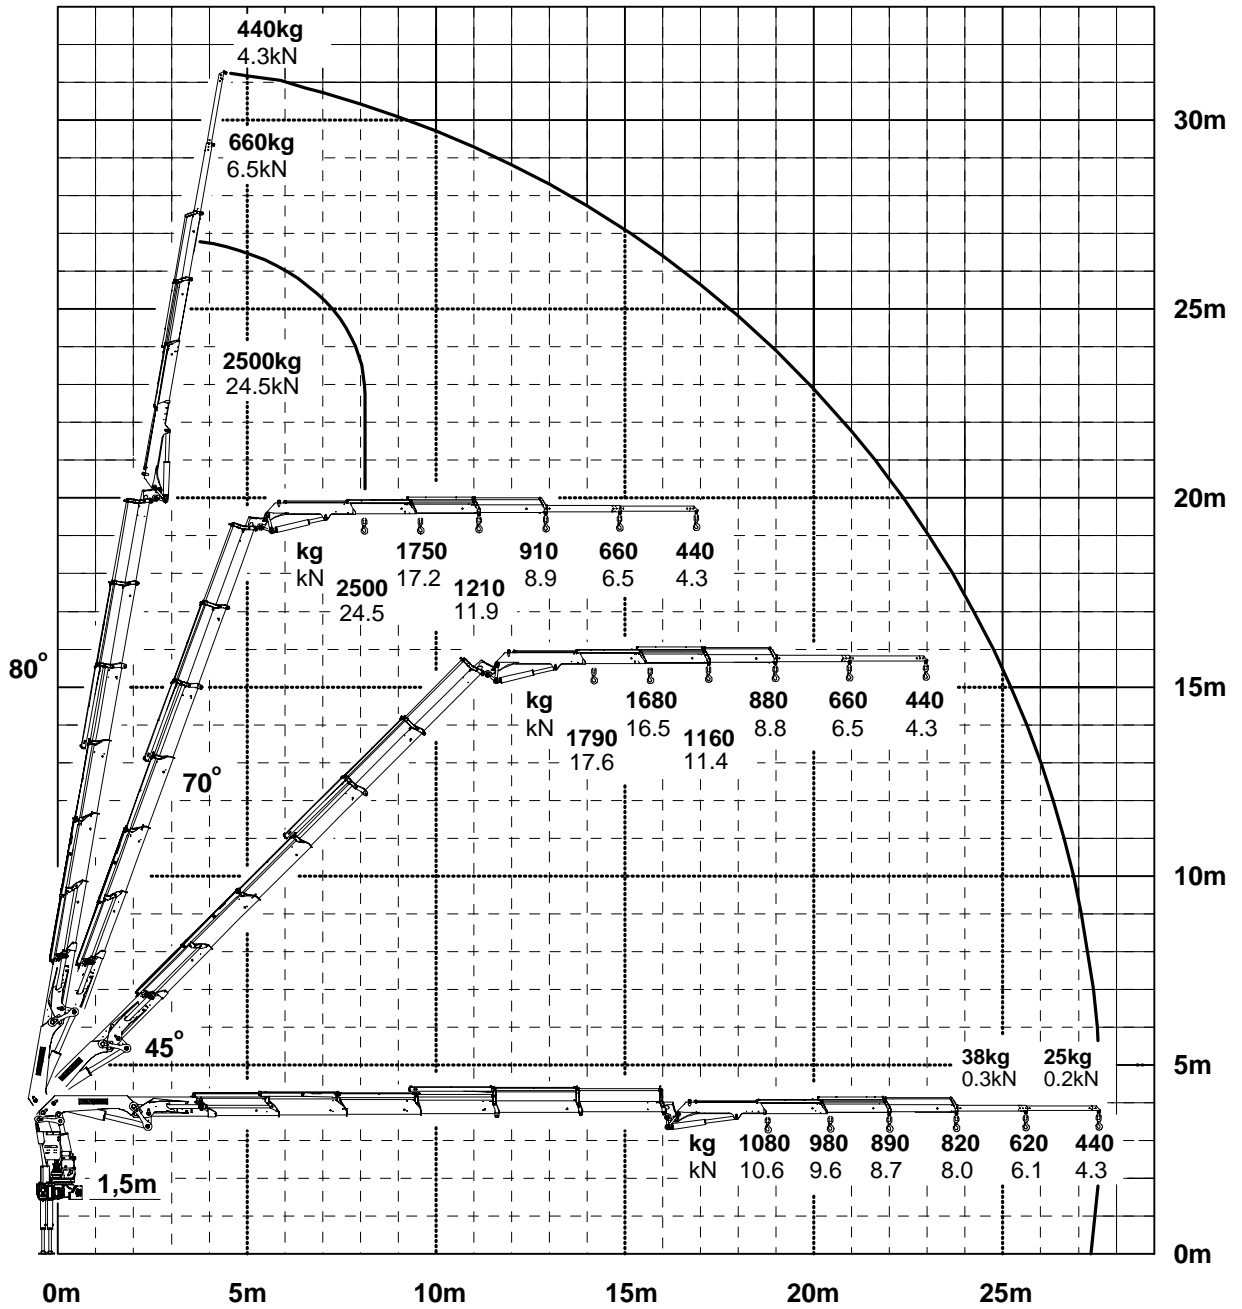 440kg
4.3kN
30m
660kg
6.5kN
25m
2500kg
24.5kN
20m
kg 1750 910 660 440
kN 17.2 8.9 6.5 4.3
2500 1210
24.5 11.9
80°
15m
kg 1680 880 660 440
kN 16.5 8.8 6.5 4.3
1790 1160
17.6 11.4
70°
10m
45°
38kg 25kg
0.3kN 0.2kN
5m
kg 1080 980 890 820 620 440
kN 10.6 9.6 8.7 8.0 6.1 4.3
1,5m
0m
0m 5m 10m 15m 20m 25m